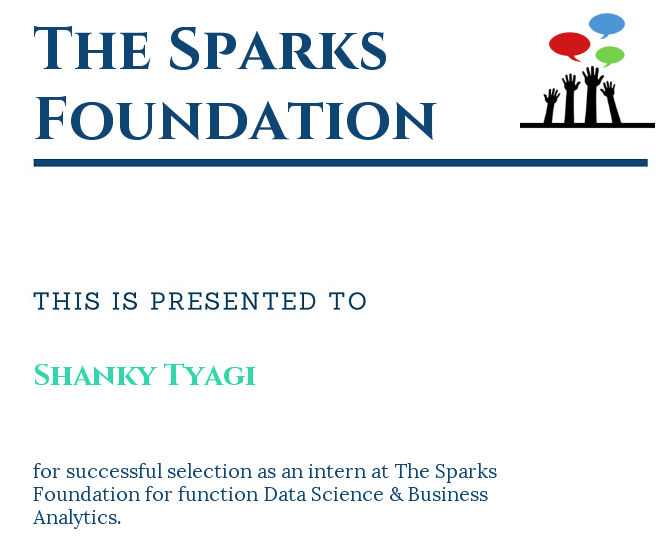 The Sparks
Foundation
THIS IS PRESENTED TO
Shanky Tyagi
for successful selection as an intern at The Sparks
Foundation for function Data Science & Business
Analytics.